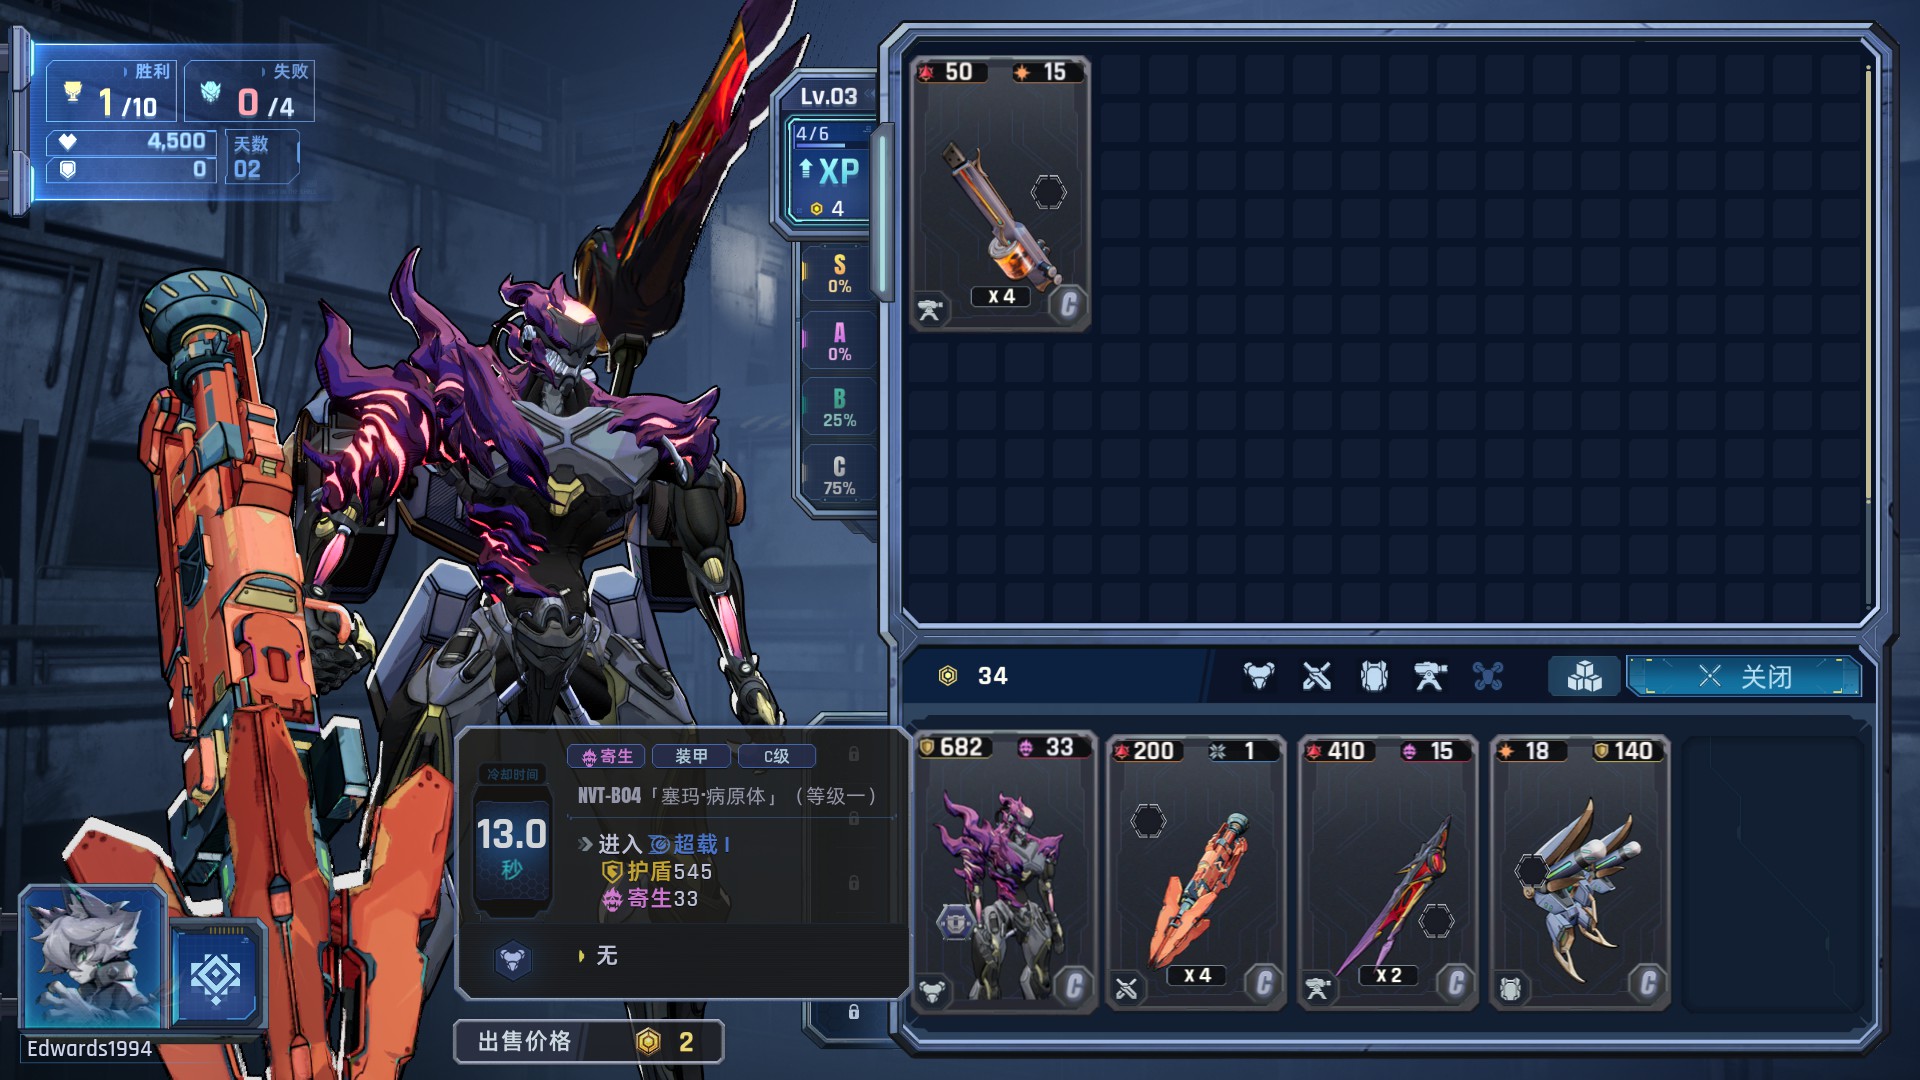 胜利
1/10
失败
0/4
4,500
0
天数
02
Lv.03
4/6
XP
4
S
0%
A
0%
B
25%
C
75%
50
15
x4
C
34
关闭
682
33
C
200
1
x4
C
410
15
x2
C
18
140
C
寄生
装甲
C级
冷却时间
13.0
秒
NVT-B04「塞玛·病原体」（等级一）
进入超载 I
护盾545
寄生33
无
出售价格
2
Edwards1994